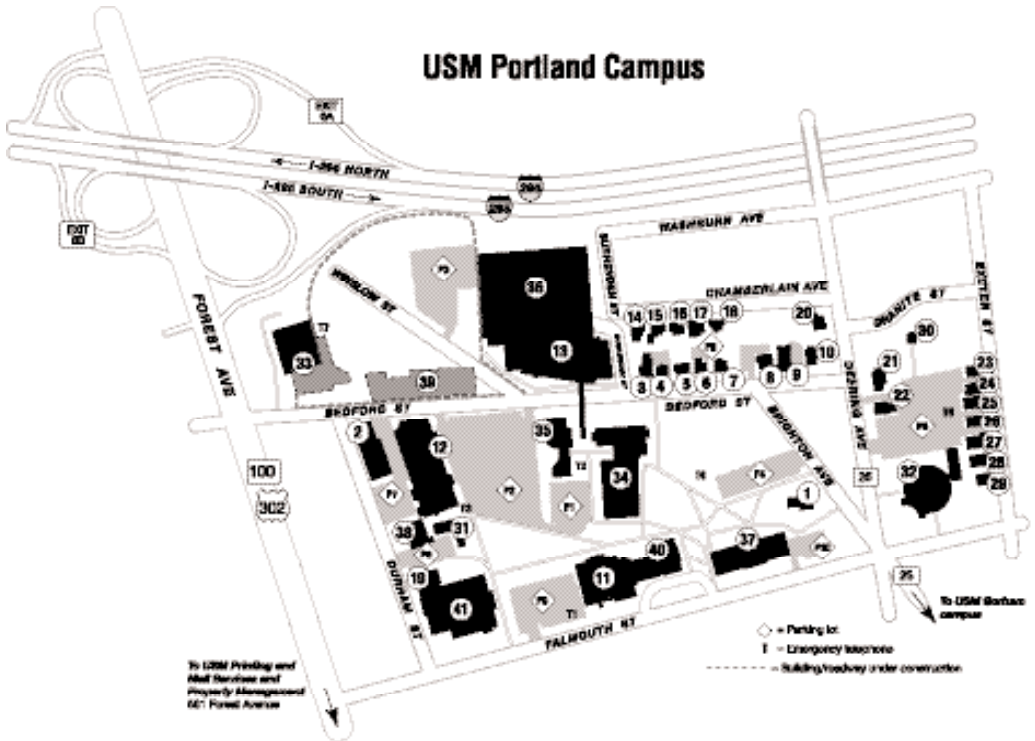 USM Portland Campus
EXIT
6A
I-295 NORTH
I-295 SOUTH
295
295
EXIT
6B
WASHBURN AVE
FOREST AVE
WINSLOW ST
CHAMBERLAIN AVE
GRANITE ST
EXETER ST
DEERING AVE
BRIGHTON AVE
BEDFORD ST
BEDFORD ST
DURHAM ST
FALMOUTH ST
36
13
33
39
14
15
16
17
18
20
30
3
4
5
6
7
8
9
10
21
22
23
24
25
26
27
28
29
2
12
35
34
32
1
38
31
19
41
11
40
37
100
302
25
P2
P1
P7
T1
T2
To USM Gorham
campus
= Parking lot
T = Emergency telephone
= Building/roadway under construction
To USM Printing and
Mail Services and
Property Management